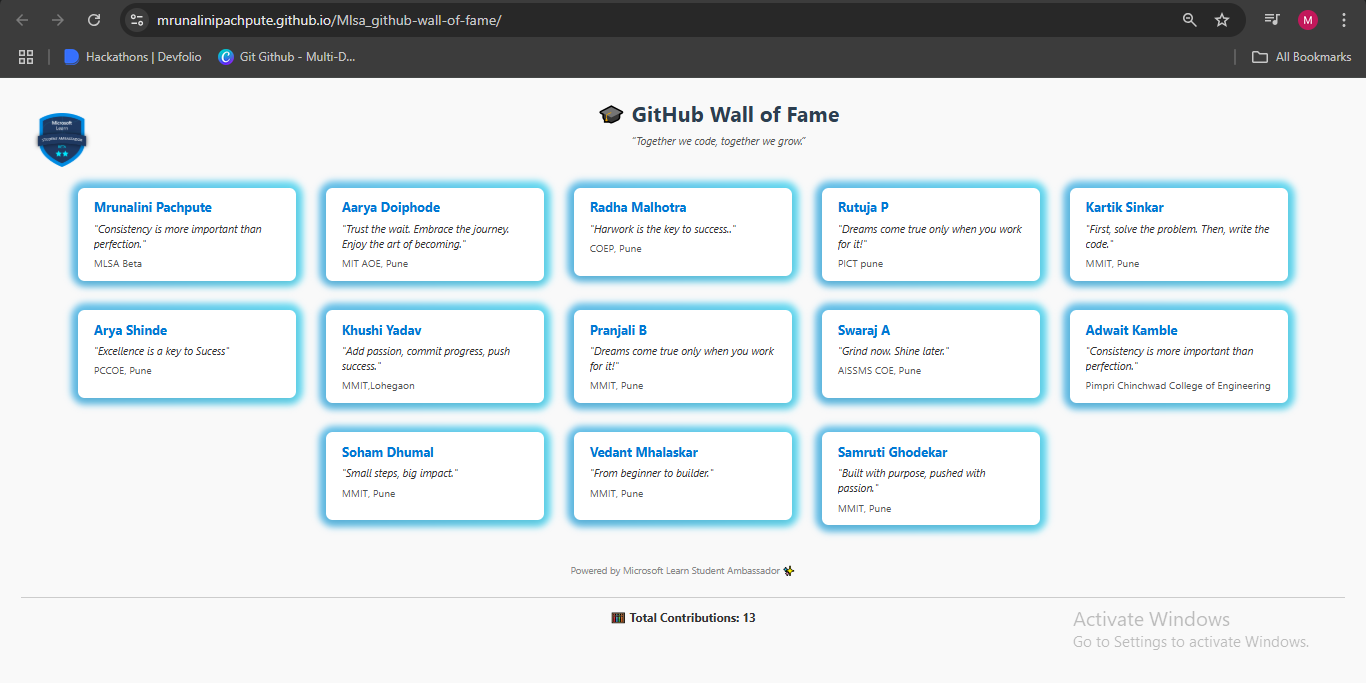 mrunalinipachpute.github.io/Mlsa_github-wall-of-fame/
M
Hackathons | Devfolio
Git Github - Multi-D...
All Bookmarks
Microsoft
Learn
STUDENT AMBASSADOR
BETA
🎓 GitHub Wall of Fame
"Together we code, together we grow."
Mrunalini Pachpute
"Consistency is more important than
perfection."
MLSA Beta
Aarya Doiphode
"Trust the wait. Embrace the journey.
Enjoy the art of becoming."
MIT AOE, Pune
Radha Malhotra
"Harwork is the key to success.."
COEP, Pune
Rutuja P
"Dreams come true only when you work
for it!"
PICT pune
Kartik Sinkar
"First, solve the problem. Then, write the
code."
MMIT, Pune
Arya Shinde
"Excellence is a key to Sucess"
PCCOE, Pune
Khushi Yadav
"Add passion, commit progress, push
success."
MMIT,Lohegaon
Pranjali B
"Dreams come true only when you work
for it!"
MMIT, Pune
Swaraj A
"Grind now. Shine later."
AISSMS COE, Pune
Adwait Kamble
"Consistency is more important than
perfection."
Pimpri Chinchwad College of Engineering
Soham Dhumal
"Small steps, big impact."
MMIT, Pune
Vedant Mhalaskar
"From beginner to builder."
MMIT, Pune
Samruti Ghodekar
"Built with purpose, pushed with
passion."
MMIT, Pune
Powered by Microsoft Learn Student Ambassador ✨
🧮 Total Contributions: 13
Activate Windows
Go to Settings to activate Windows.